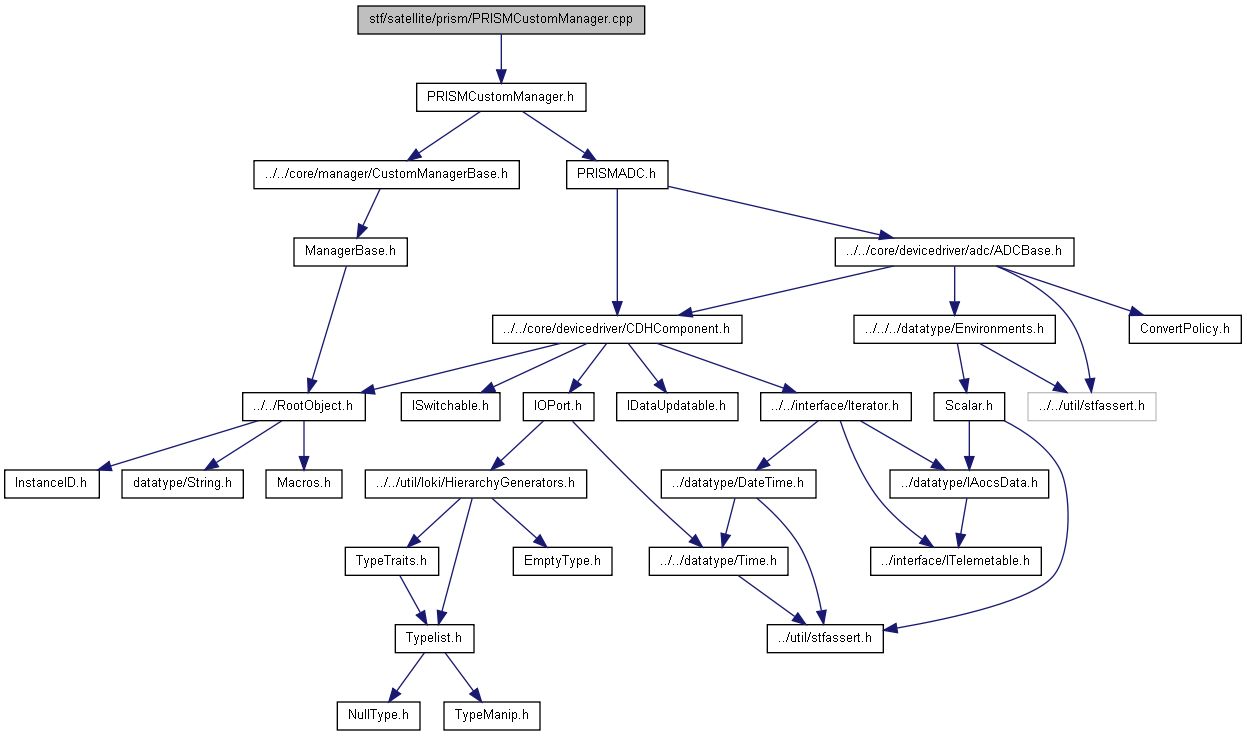 stf/satellite/prism/PRISMCustomManager.cpp
PRISMCustomManager.h
../../core/manager/CustomManagerBase.h
PRISMADC.h
ManagerBase.h
../../core/devicedriver/adc/ADCBase.h
../../core/devicedriver/CDHComponent.h
../../../datatype/Environments.h
ConvertPolicy.h
../../RootObject.h
ISwitchable.h
IOPort.h
IDataUpdatable.h
../../interface/Iterator.h
Scalar.h
../../util/stfassert.h
InstanceID.h
datatype/String.h
Macros.h
../../util/loki/HierarchyGenerators.h
../datatype/DateTime.h
../datatype/IAocsData.h
TypeTraits.h
EmptyType.h
../../datatype/Time.h
../interface/ITelemetable.h
Typelist.h
../util/stfassert.h
NullType.h
TypeManip.h